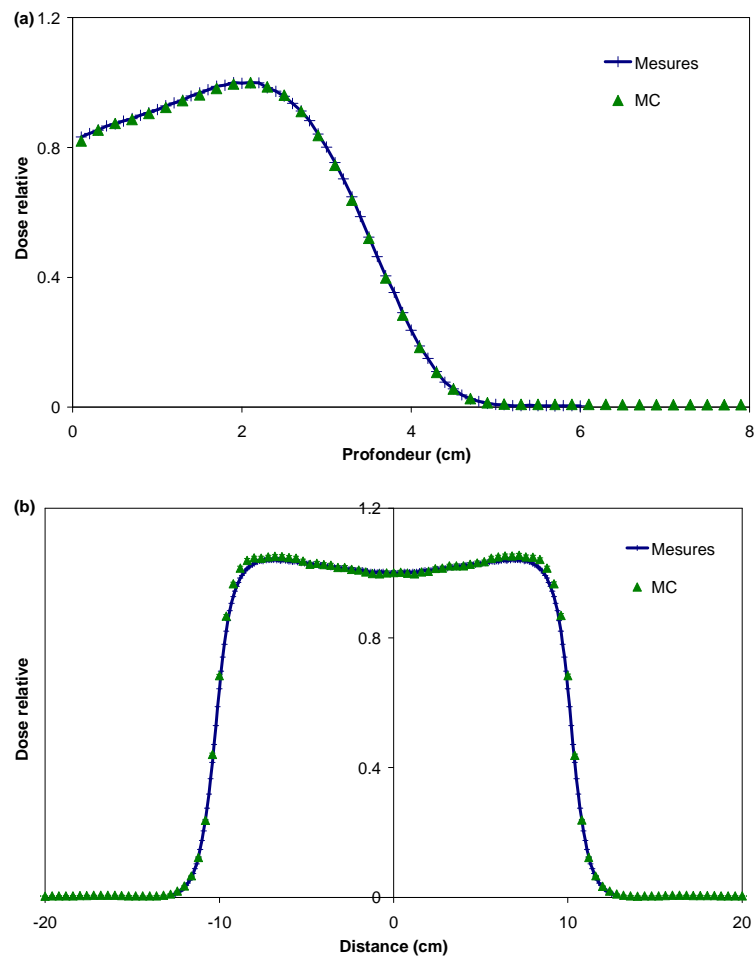 (a)
1.2
0.8
0.4
0
Dose relative
Mesures
MC
0 2 4 6 8
Profondeur (cm)
(b)
1.2
0.8
0.4
0
Dose relative
Mesures
MC
-20 -10 0 10 20
Distance (cm)